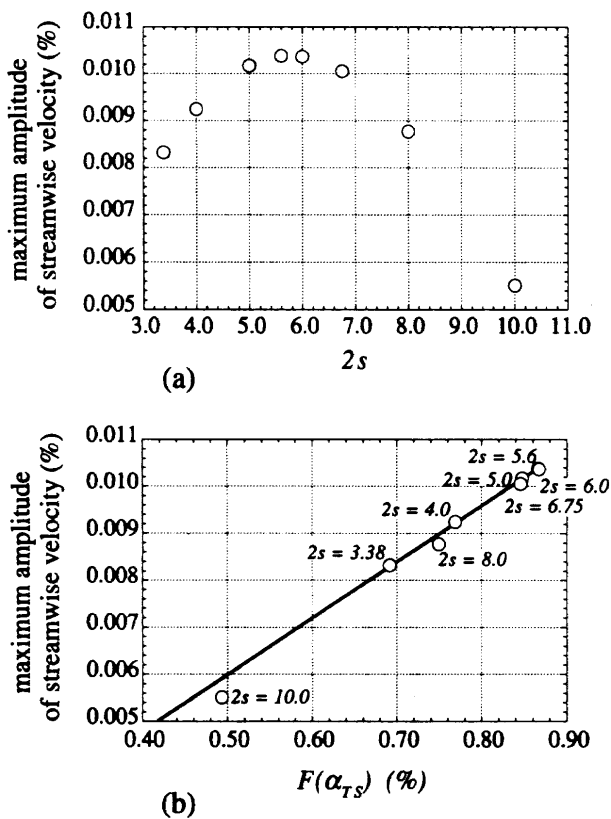 maximum amplitude
of streamwise velocity (%)
0.011
0.010
0.009
0.008
0.007
0.006
0.005
3.0 4.0 5.0 6.0 7.0 8.0 9.0 10.0 11.0
2s
(a)
maximum amplitude
of streamwise velocity (%)
0.011
0.010
0.009
0.008
0.007
0.006
0.005
2s = 5.6
2s = 5.0
2s = 6.0
2s = 6.75
2s = 4.0
2s = 3.38
2s = 8.0
2s = 10.0
0.40 0.50 0.60 0.70 0.80 0.90
F(α_TS) (%)
(b)